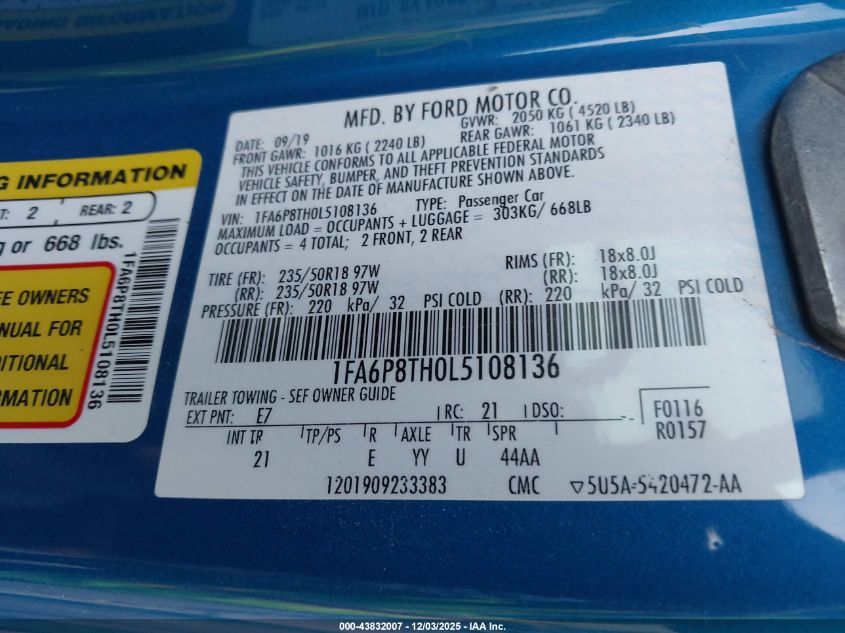 MFD. BY FORD MOTOR CO.
DATE: 09/19 GVWR: 2050 KG ( 4520 LB)
FRONT GAWR: 1016 KG ( 2240 LB) REAR GAWR: 1061 KG ( 2340 LB)
THIS VEHICLE CONFORMS TO ALL APPLICABLE FEDERAL MOTOR
VEHICLE SAFETY, BUMPER, AND THEFT PREVENTION STANDARDS
IN EFFECT ON THE DATE OF MANUFACTURE SHOWN ABOVE.
VIN: 1FA6P8TH0L5108136 TYPE: Passenger Car
MAXIMUM LOAD = OCCUPANTS + LUGGAGE = 303KG/ 668LB
OCCUPANTS = 4 TOTAL; 2 FRONT, 2 REAR
TIRE (FR): 235/50R18 97W RIMS (FR): 18x8.0J
(RR): 235/50R18 97W (RR): 18x8.0J
PRESSURE (FR): 220 kPa/ 32 PSI COLD (RR): 220 kPa/ 32 PSI COLD
1FA6P8TH0L5108136
TRAILER TOWING - SEE OWNER GUIDE
EXT PNT: E7 RC: 21 DSO: F0116
R0157
INT TR TP/PS R AXLE TR SPR
21 E YY U 44AA
1201909233383 CMC ▽5U5A-5420472-AA
G INFORMATION
T: 2 REAR: 2
g or 668 lbs.
EE OWNERS
NUAL FOR
DITIONAL
RMATION
1FA6P8TH0L5108136
000-43832007 - 12/03/2025 - IAA Inc.